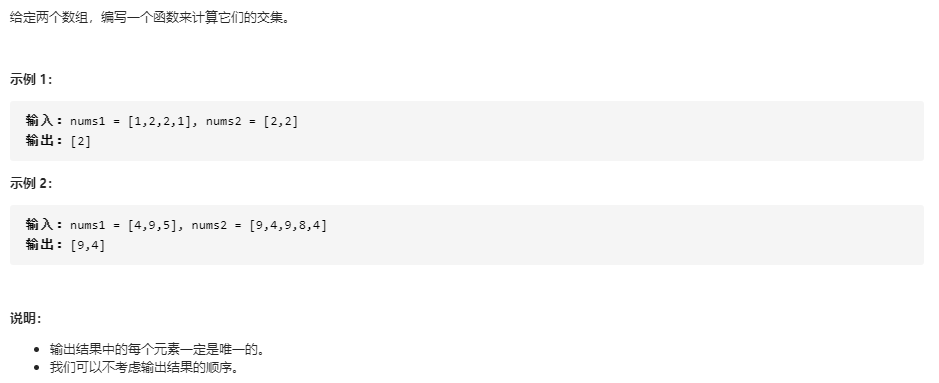 给定两个数组，编写一个函数来计算它们的交集。
示例 1：
输入：nums1 = [1,2,2,1], nums2 = [2,2]
输出：[2]
示例 2：
输入：nums1 = [4,9,5], nums2 = [9,4,9,8,4]
输出：[9,4]
说明：
• 输出结果中的每个元素一定是唯一的。
• 我们可以不考虑输出结果的顺序。